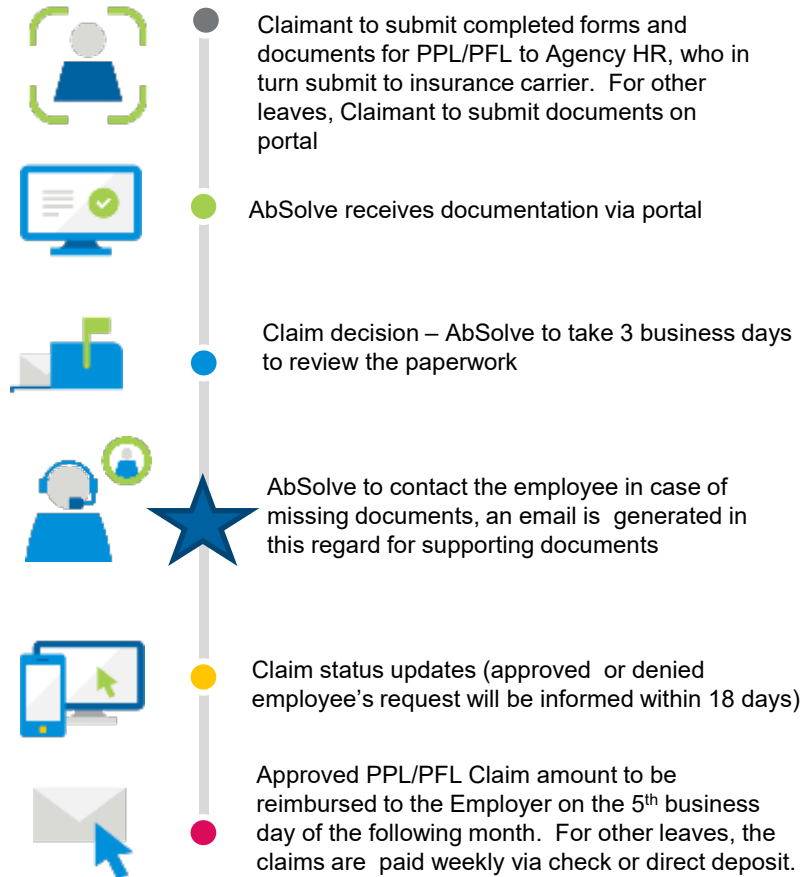 Claimant to submit completed forms and
documents for PPL/PFL to Agency HR, who in
turn submit to insurance carrier.  For other
leaves, Claimant to submit documents on
portal
AbSolve receives documentation via portal
Claim decision – AbSolve to take 3 business days
to review the paperwork
AbSolve to contact the employee in case of
missing documents, an email is  generated in
this regard for supporting documents
Claim status updates (approved  or denied
employee’s request will be informed within 18 days)
Approved PPL/PFL Claim amount to be
reimbursed to the Employer on the 5th business
day of the following month.  For other leaves, the
claims are  paid weekly via check or direct deposit.